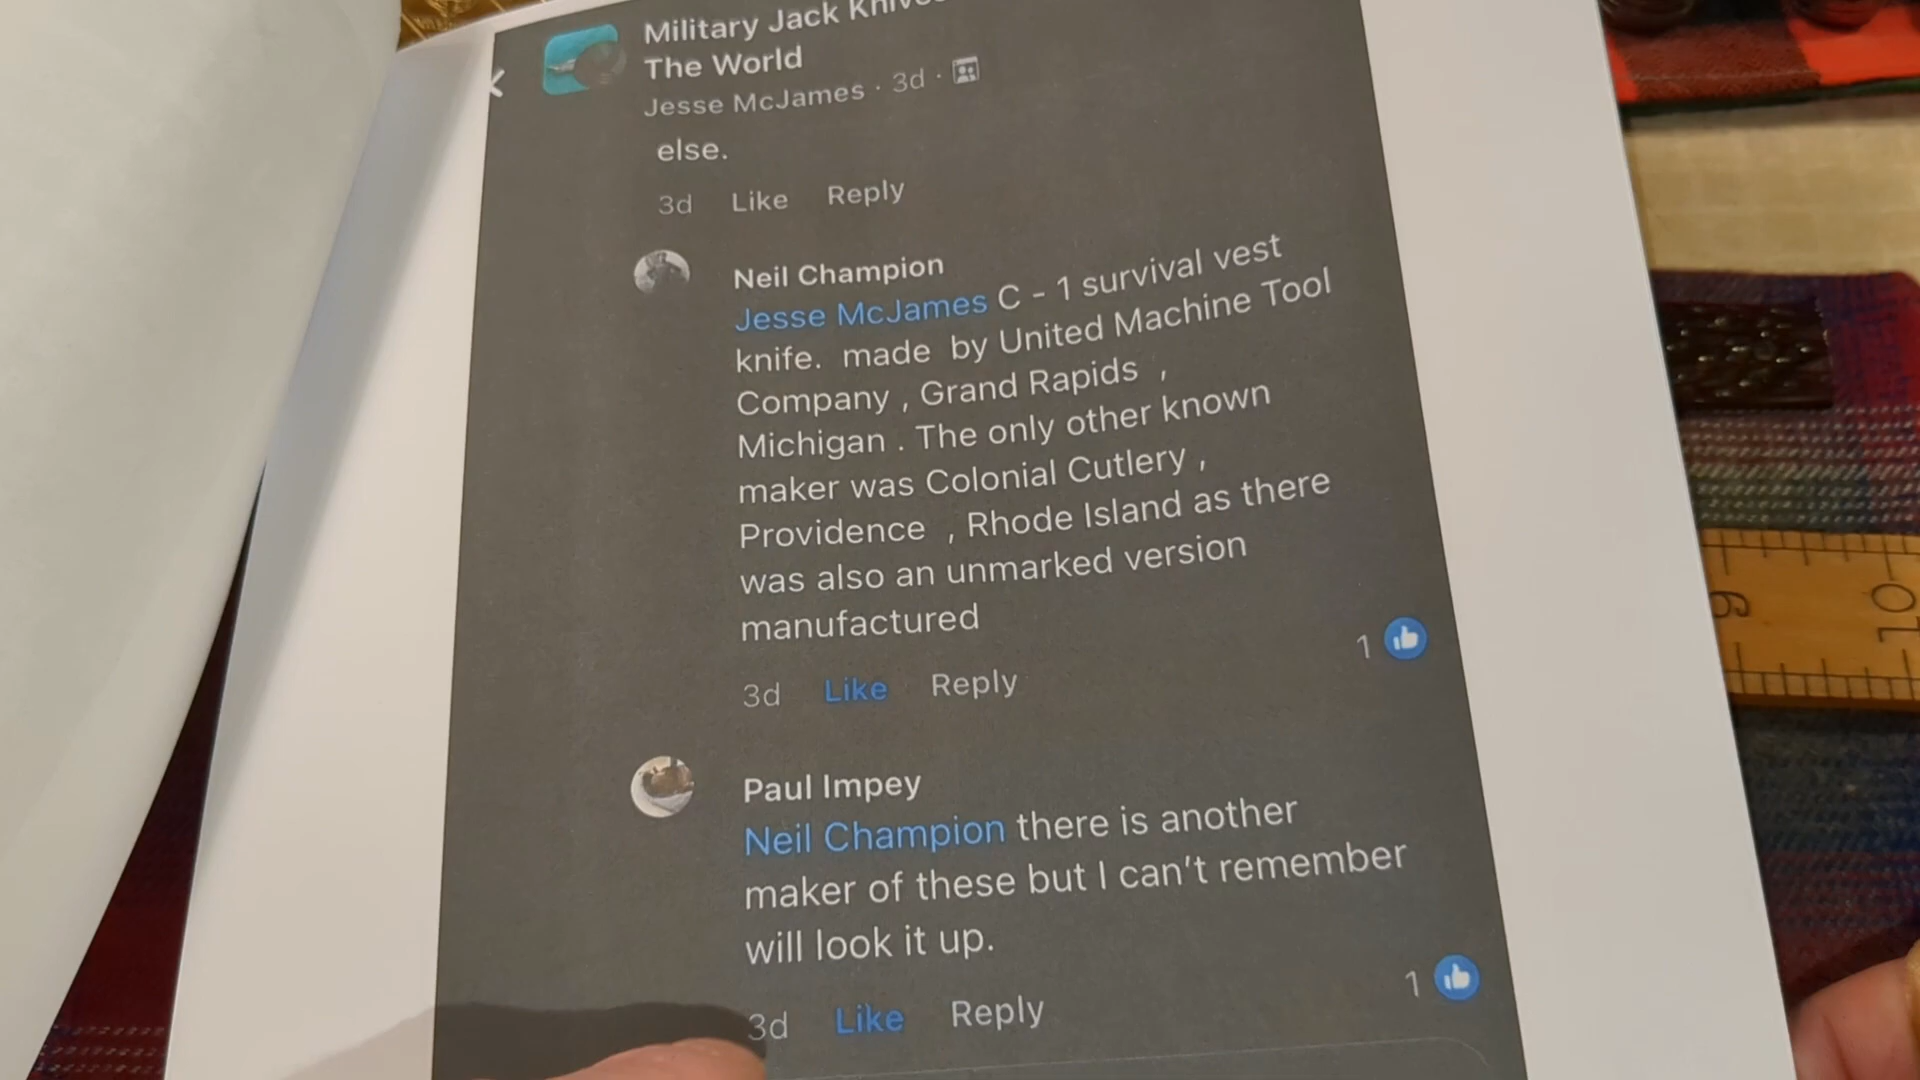 Military Jack Knives
The World
Jesse McJames · 3d ·
else.
3d Like Reply
Neil Champion
Jesse McJames C - 1 survival vest
knife. made by United Machine Tool
Company , Grand Rapids ,
Michigan . The only other known
maker was Colonial Cutlery ,
Providence , Rhode Island as there
was also an unmarked version
manufactured
3d Like Reply 1
Paul Impey
Neil Champion there is another
maker of these but I can't remember
will look it up.
3d Like Reply 1
9 10